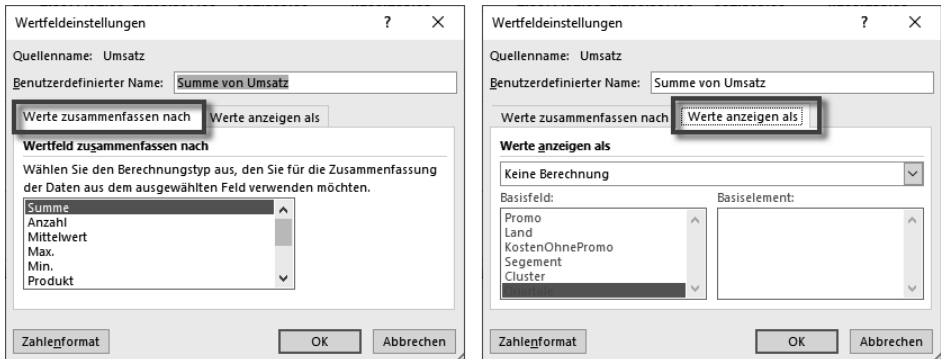 Wertfeldeinstellungen ? ×
Quellenname: Umsatz
Benutzerdefinierter Name: Summe von Umsatz
Werte zusammenfassen nach Werte anzeigen als
Wertfeld zusammenfassen nach
Wählen Sie den Berechnungstyp aus, den Sie für die Zusammenfassung
der Daten aus dem ausgewählten Feld verwenden möchten.
Summe
Anzahl
Mittelwert
Max.
Min.
Produkt
Zahlenformat OK Abbrechen
Wertfeldeinstellungen ? ×
Quellenname: Umsatz
Benutzerdefinierter Name: Summe von Umsatz
Werte zusammenfassen nach Werte anzeigen als
Werte anzeigen als
Keine Berechnung
Basisfeld: Basiselement:
Promo
Land
KostenOhnePromo
Segement
Cluster
Quartale
Zahlenformat OK Abbrechen